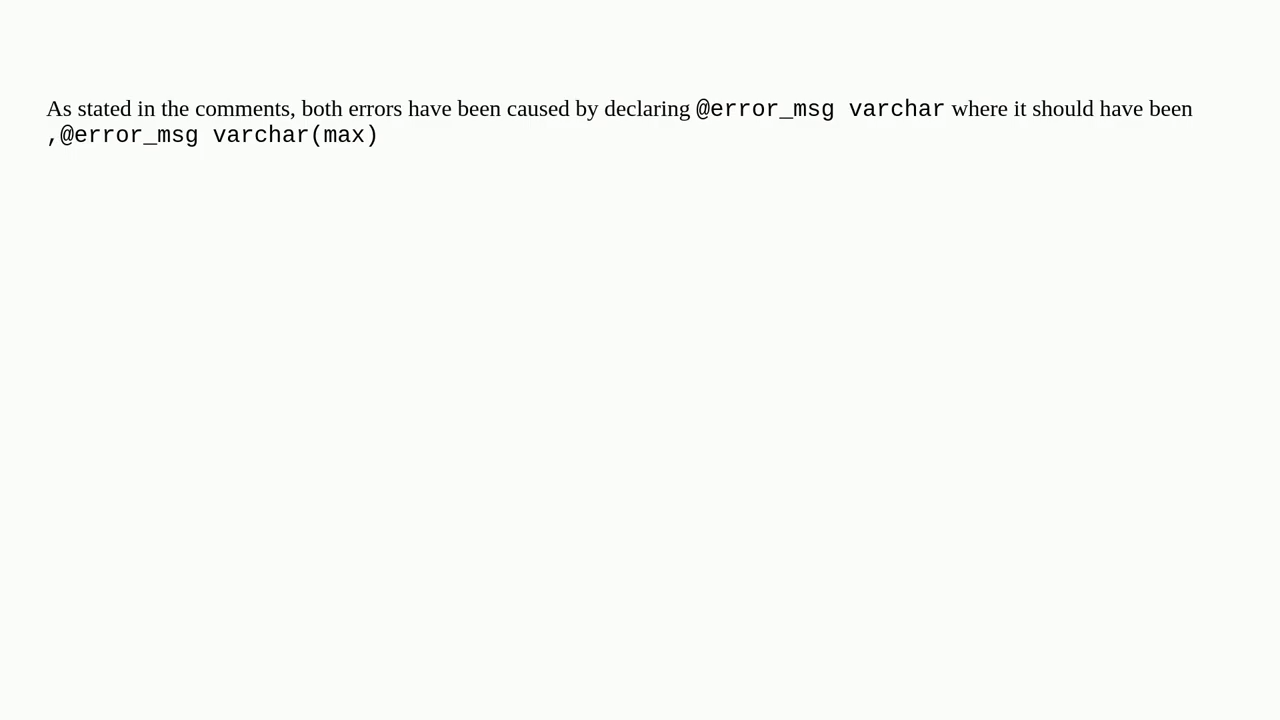 As stated in the comments, both errors have been caused by declaring @error_msg varchar where it should have been
,@error_msg varchar(max)